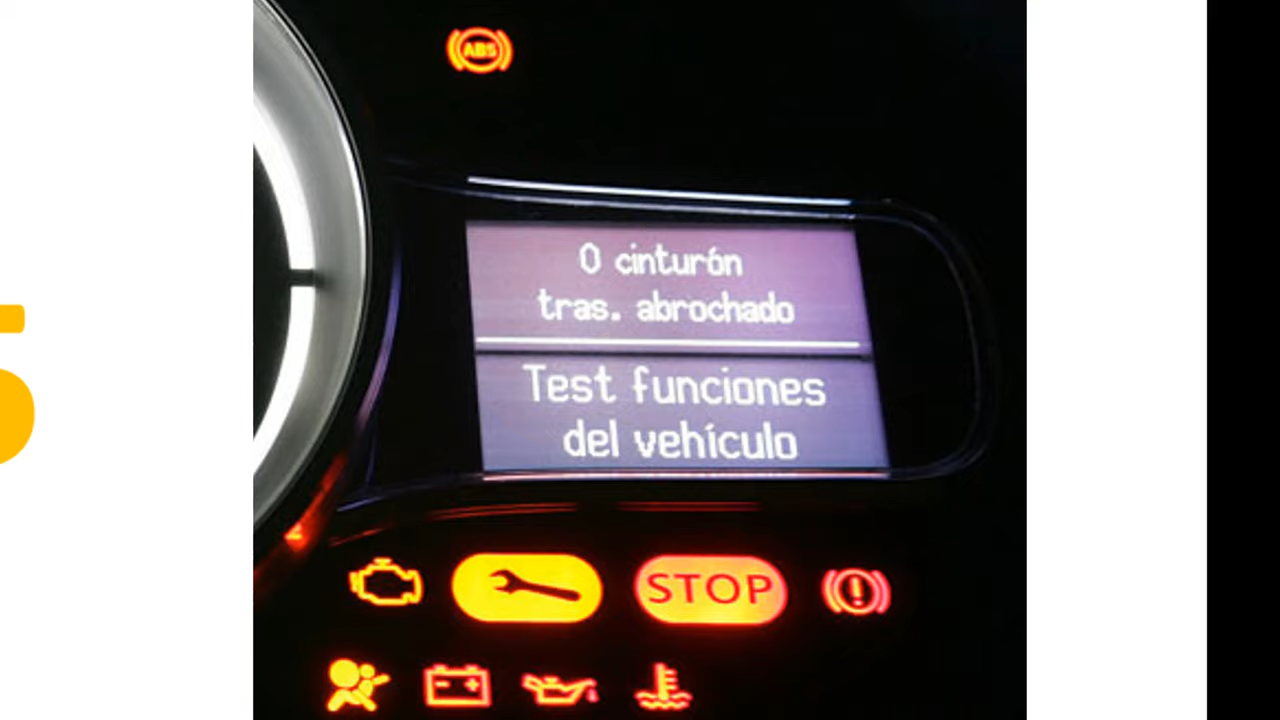 ABS
0 cinturón
tras. abrochado
Test funciones
del vehículo
STOP